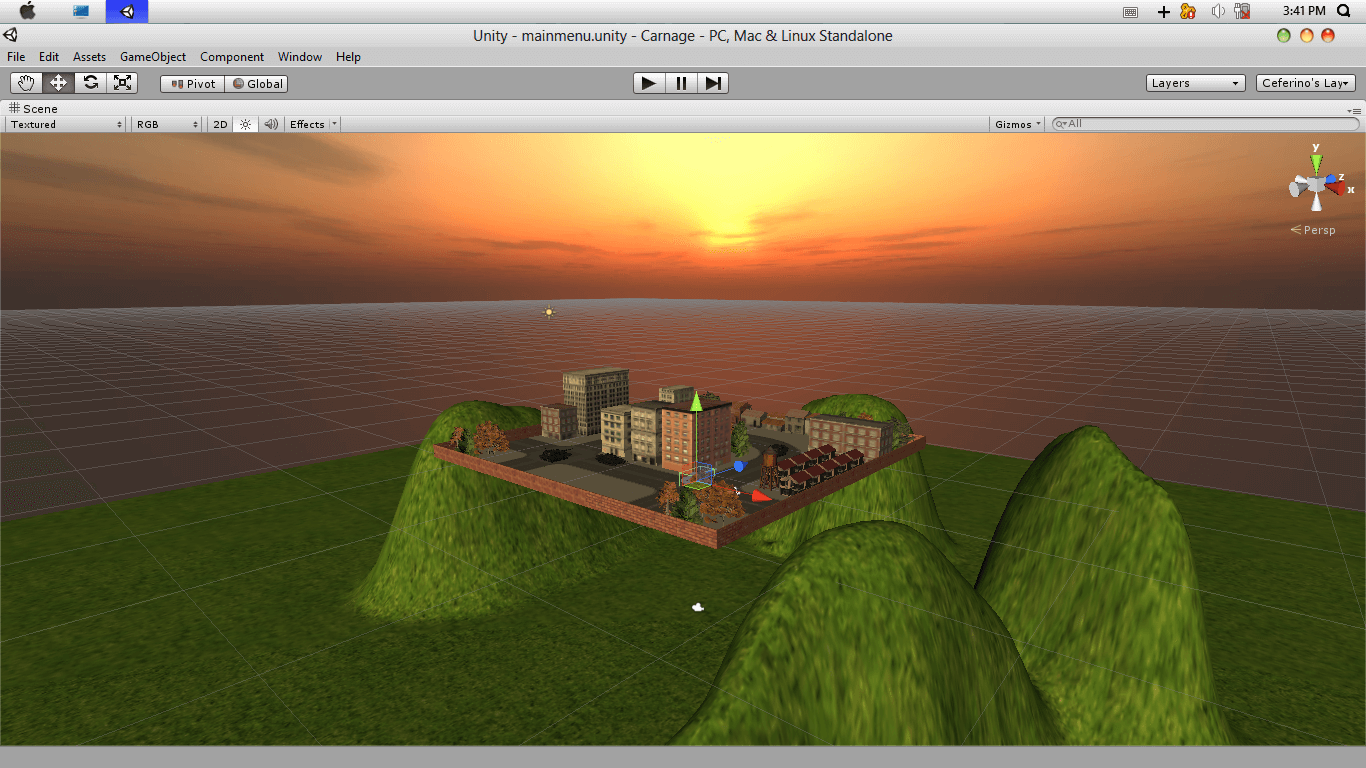 3:41 PM
Unity - mainmenu.unity - Carnage - PC, Mac & Linux Standalone
File Edit Assets GameObject Component Window Help
Pivot Global Layers Ceferino's Lay
Scene
Textured RGB 2D Effects Gizmos All
y
z
x
Persp